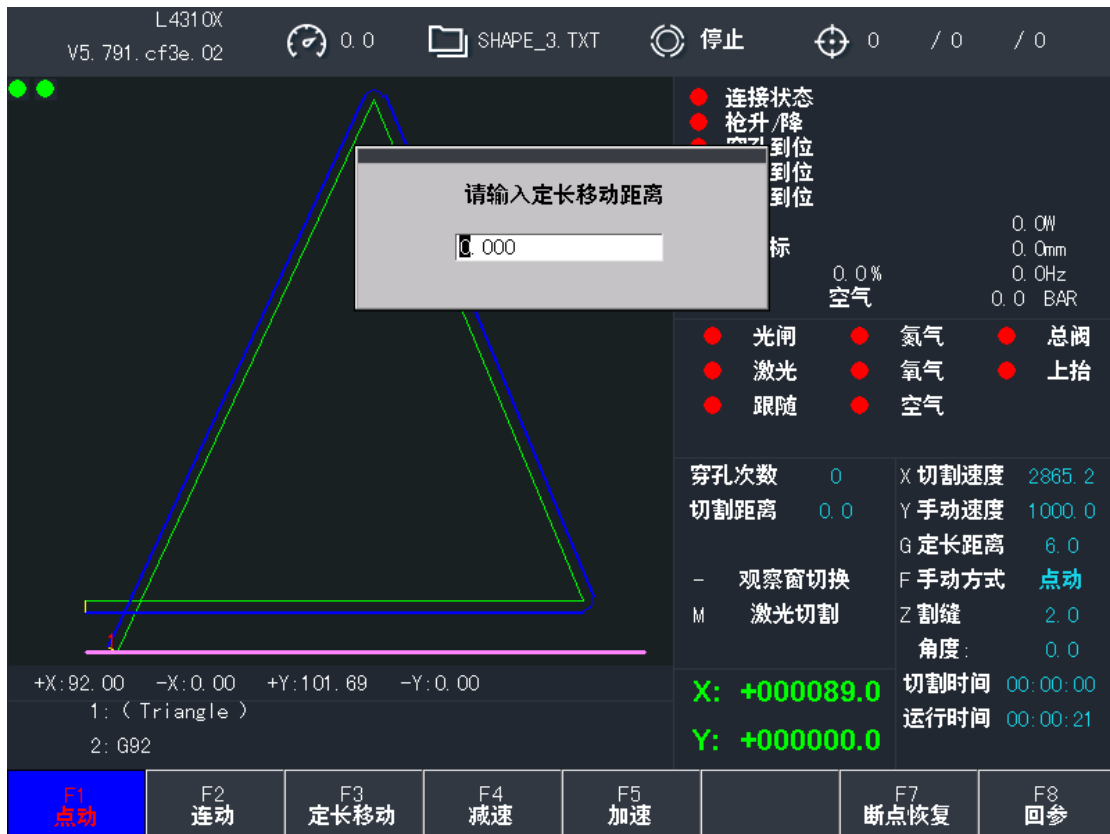 L4310X
V5.791.cf3e.02
0.0
SHAPE_3.TXT
停止
0 /0 /0
连接状态
枪升/降
穿孔到位
到位
到位
请输入定长移动距离
0.000
标
0.0W
0.0mm
0.0% 0.0Hz
空气 0.0 BAR
光闸 氮气 总阀
激光 氧气 上抬
跟随 空气
1
穿孔次数 0 X切割速度 2865.2
切割距离 0.0 Y手动速度 1000.0
G定长距离 6.0
- 观察窗切换 F手动方式 点动
M 激光切割 Z割缝 2.0
角度: 0.0
+X:92.00 -X:0.00 +Y:101.69 -Y:0.00
X: +000089.0 切割时间 00:00:00
1:(Triangle) 运行时间 00:00:21
2:G92 Y: +000000.0
F1 F2 F3 F4 F5 F7 F8
点动 连动 定长移动 减速 加速 断点恢复 回参